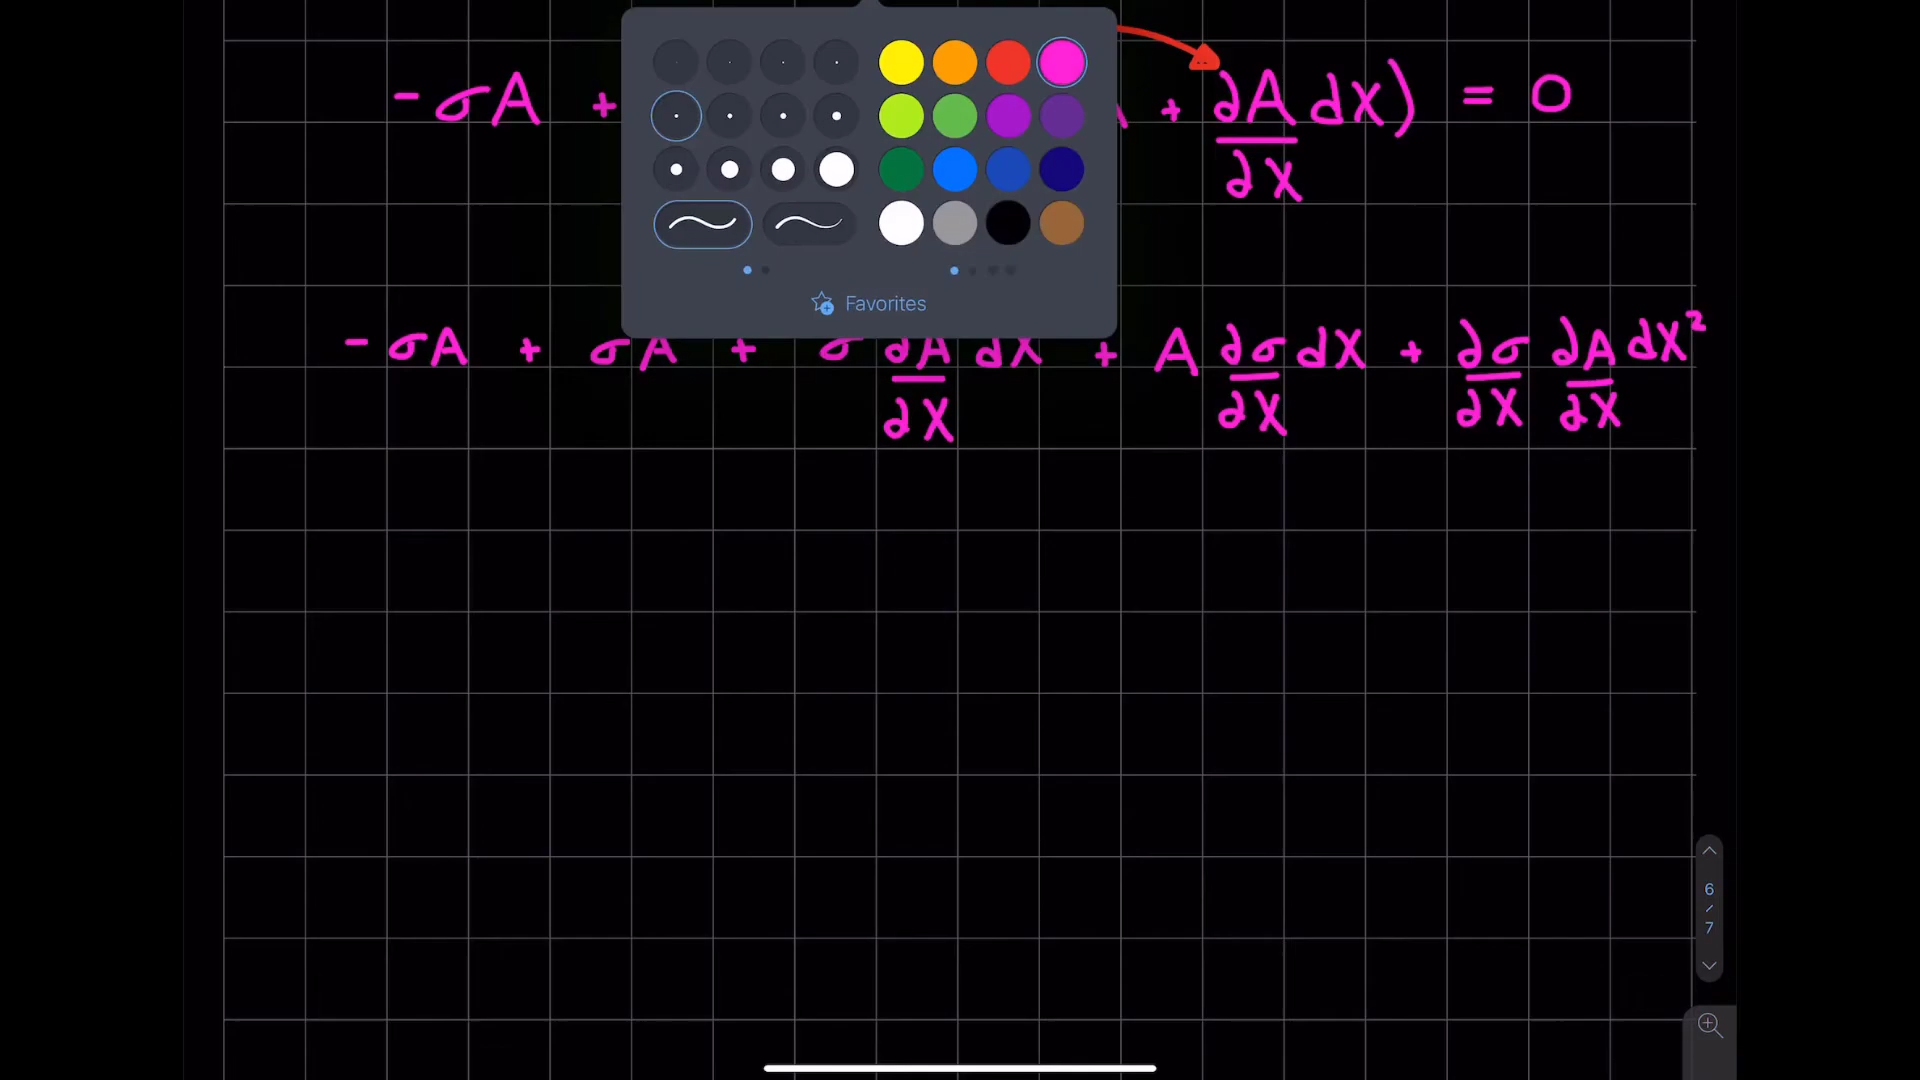 -σA + + ∂A/∂X dX) = 0
Favorites
-σA + σA + σ ∂A/∂X dX + A ∂σ/∂X dX + ∂σ/∂X ∂A/∂X dX²
6
/
7